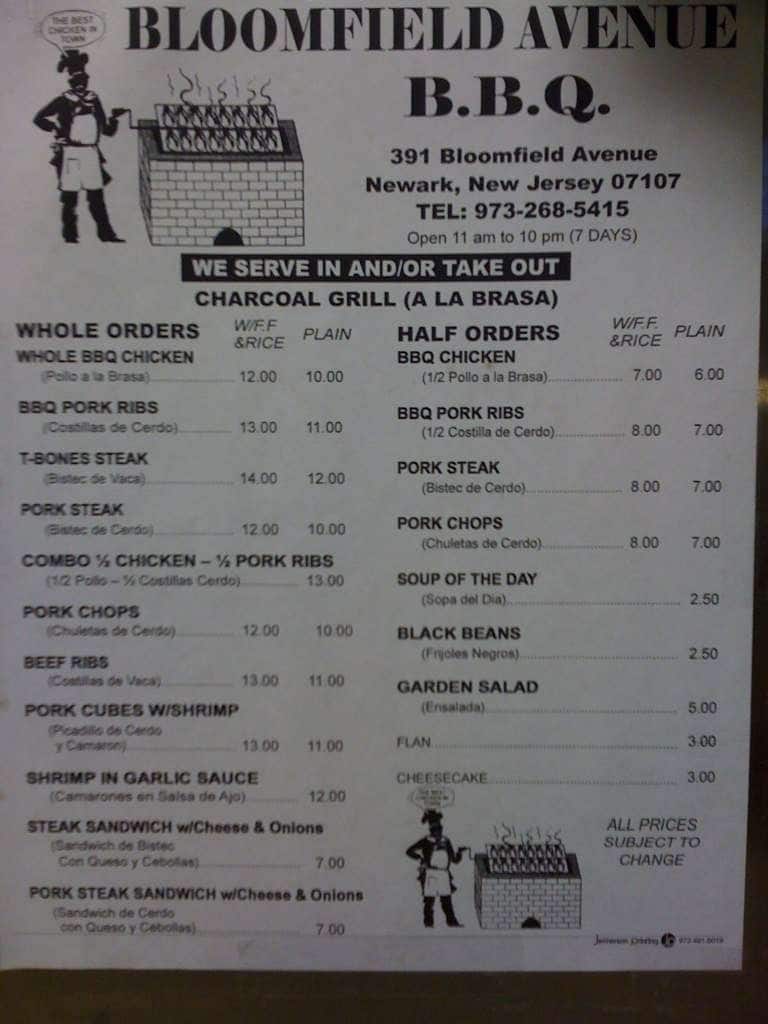 THE BEST
CHICKEN IN
TOWN
BLOOMFIELD AVENUE
B.B.Q.
391 Bloomfield Avenue
Newark, New Jersey 07107
TEL: 973-268-5415
Open 11 am to 10 pm (7 DAYS)
WE SERVE IN AND/OR TAKE OUT
CHARCOAL GRILL (A LA BRASA)
WHOLE ORDERS W/F.F. &RICE PLAIN
WHOLE BBQ CHICKEN
(Pollo a la Brasa) 12.00 10.00
BBQ PORK RIBS
(Costillas de Cerdo) 13.00 11.00
T-BONES STEAK
(Bistec de Vaca) 14.00 12.00
PORK STEAK
(Bistec de Cerdo) 12.00 10.00
COMBO ½ CHICKEN – ½ PORK RIBS
(1/2 Pollo – ½ Costillas Cerdo) 13.00
PORK CHOPS
(Chuletas de Cerdo) 12.00 10.00
BEEF RIBS
(Costillas de Vaca) 13.00 11.00
PORK CUBES W/SHRIMP
(Picadillo de Cerdo
y Camaron) 13.00 11.00
SHRIMP IN GARLIC SAUCE
(Camarones en Salsa de Ajo) 12.00
STEAK SANDWICH w/Cheese & Onions
(Sandwich de Bistec
Con Queso y Cebollas) 7.00
PORK STEAK SANDWICH w/Cheese & Onions
(Sandwich de Cerdo
con Queso y Cebollas) 7.00
HALF ORDERS W/F.F. &RICE PLAIN
BBQ CHICKEN
(1/2 Pollo a la Brasa) 7.00 6.00
BBQ PORK RIBS
(1/2 Costilla de Cerdo) 8.00 7.00
PORK STEAK
(Bistec de Cerdo) 8.00 7.00
PORK CHOPS
(Chuletas de Cerdo) 8.00 7.00
SOUP OF THE DAY
(Sopa del Dia) 2.50
BLACK BEANS
(Frijoles Negros) 2.50
GARDEN SALAD
(Ensalada) 5.00
FLAN 3.00
CHEESECAKE 3.00
ALL PRICES
SUBJECT TO
CHANGE